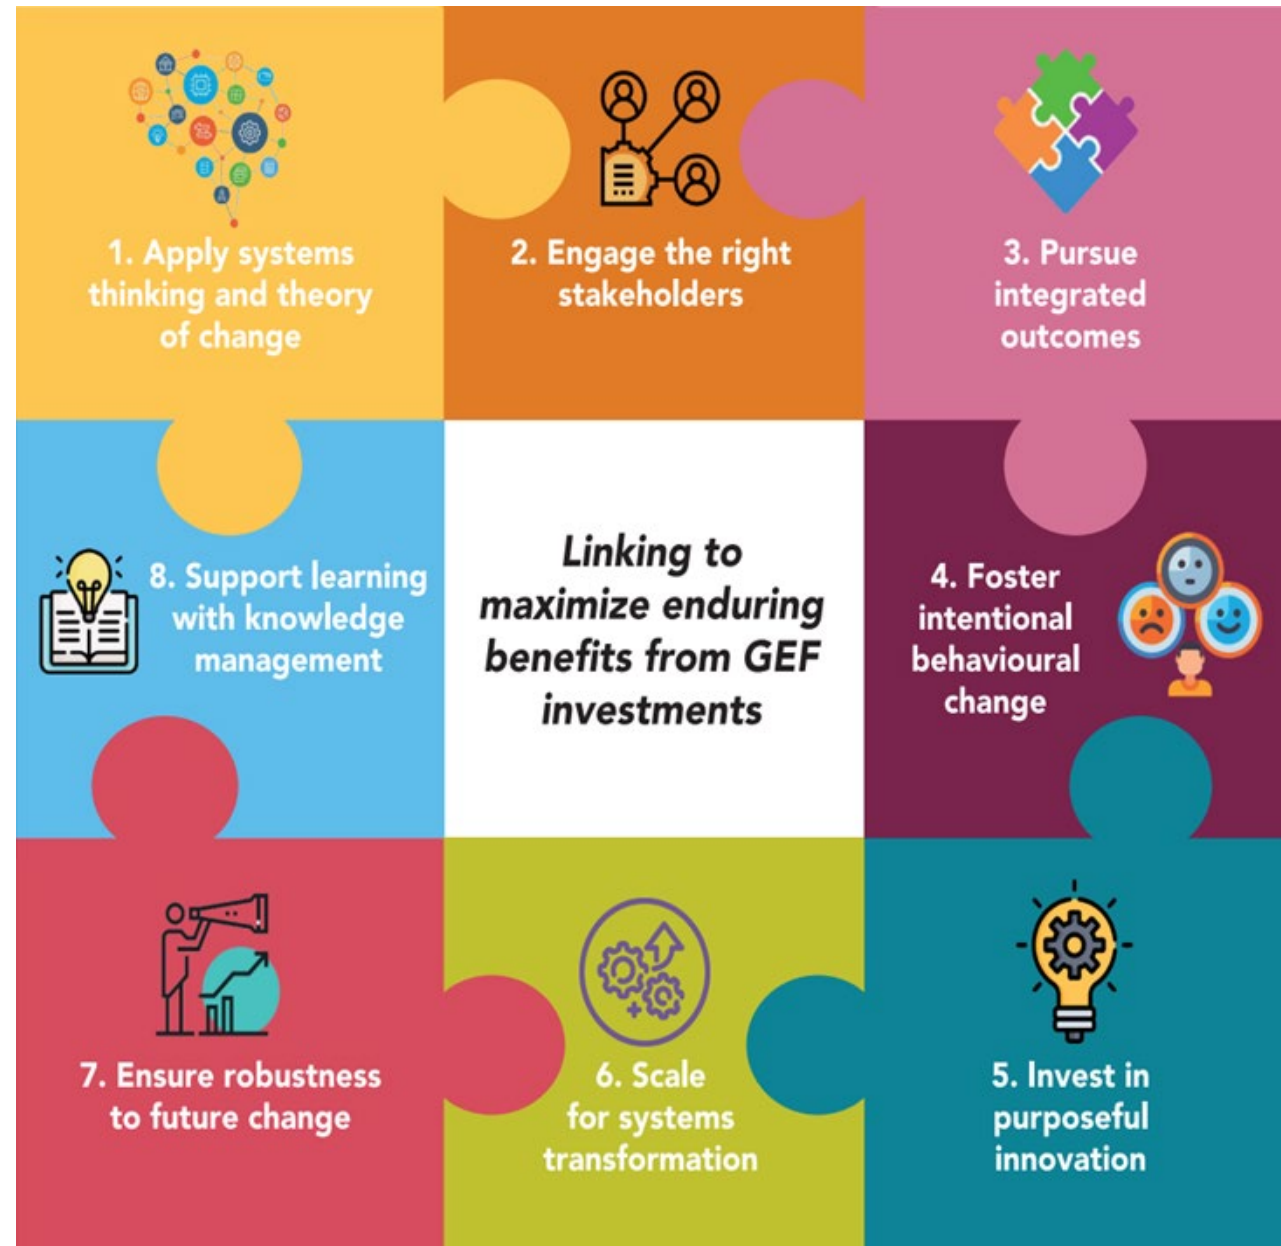 1. Apply systems
thinking and theory
of change
2. Engage the right
stakeholders
3. Pursue
integrated
outcomes
8. Support learning
with knowledge
management
Linking to
maximize enduring
benefits from GEF
investments
4. Foster
intentional
behavioural
change
7. Ensure robustness
to future change
6. Scale
for systems
transformation
5. Invest in
purposeful
innovation